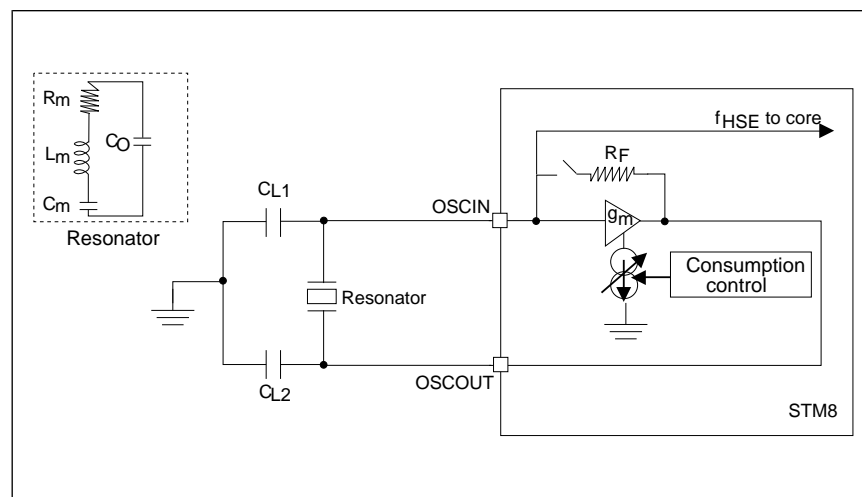 Rm
Lm
Cm
CO
Resonator
CL1
Resonator
CL2
OSCIN
OSCOUT
fHSE to core
RF
gm
Consumption
control
STM8